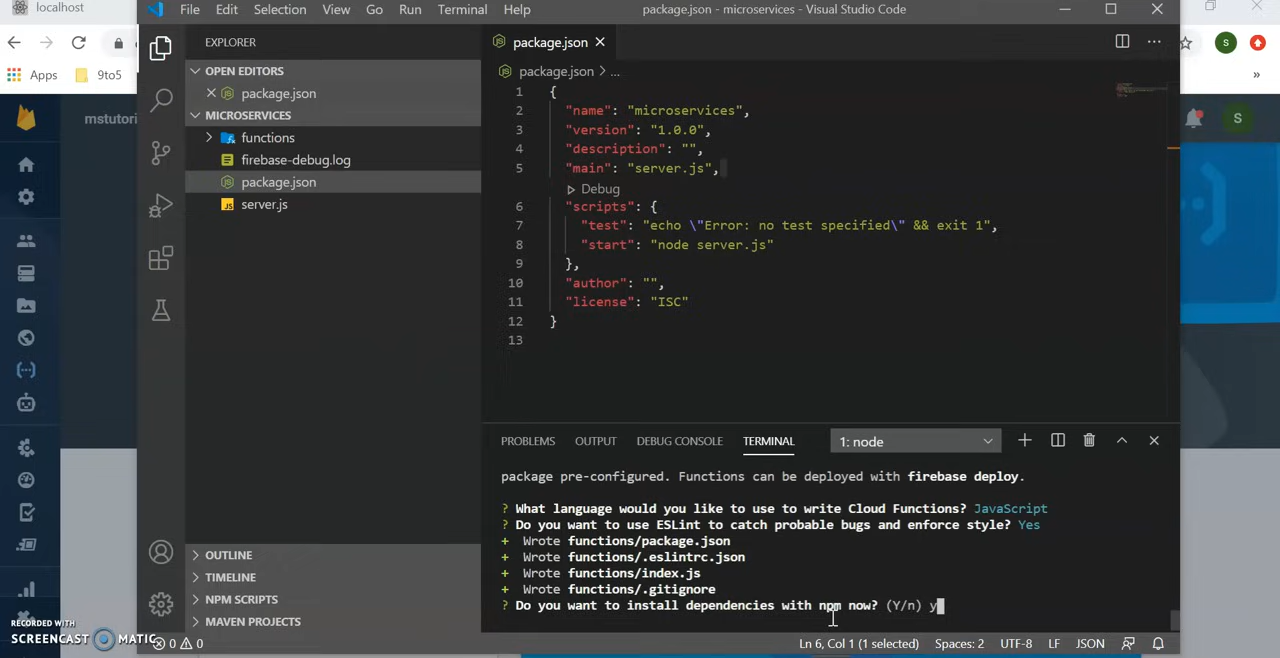 localhost
File Edit Selection View Go Run Terminal Help
package.json - microservices - Visual Studio Code
Apps
9to5
S
»
mstutori
S
EXPLORER
OPEN EDITORS
package.json
MICROSERVICES
functions
firebase-debug.log
package.json
server.js
OUTLINE
TIMELINE
NPM SCRIPTS
MAVEN PROJECTS
package.json
package.json > ...
1 {
2 "name": "microservices",
3 "version": "1.0.0",
4 "description": "",
5 "main": "server.js",
Debug
6 "scripts": {
7 "test": "echo \"Error: no test specified\" && exit 1",
8 "start": "node server.js"
9 },
10 "author": "",
11 "license": "ISC"
12 }
13
PROBLEMS OUTPUT DEBUG CONSOLE TERMINAL 1: node
package pre-configured. Functions can be deployed with firebase deploy.
? What language would you like to use to write Cloud Functions? JavaScript
? Do you want to use ESLint to catch probable bugs and enforce style? Yes
+ Wrote functions/package.json
+ Wrote functions/.eslintrc.json
+ Wrote functions/index.js
+ Wrote functions/.gitignore
? Do you want to install dependencies with npm now? (Y/n) y
RECORDED WITH
SCREENCAST MATIC
0 0
Ln 6, Col 1 (1 selected) Spaces: 2 UTF-8 LF JSON